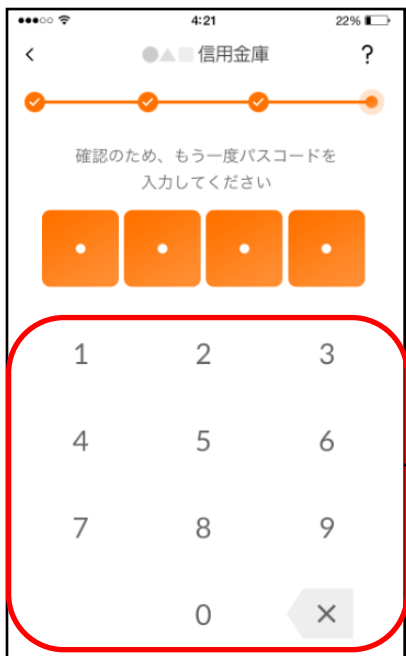 4:21 22%
●▲■ 信用金庫 ?
確認のため、もう一度パスコードを
入力してください
1 2 3
4 5 6
7 8 9
0 ×